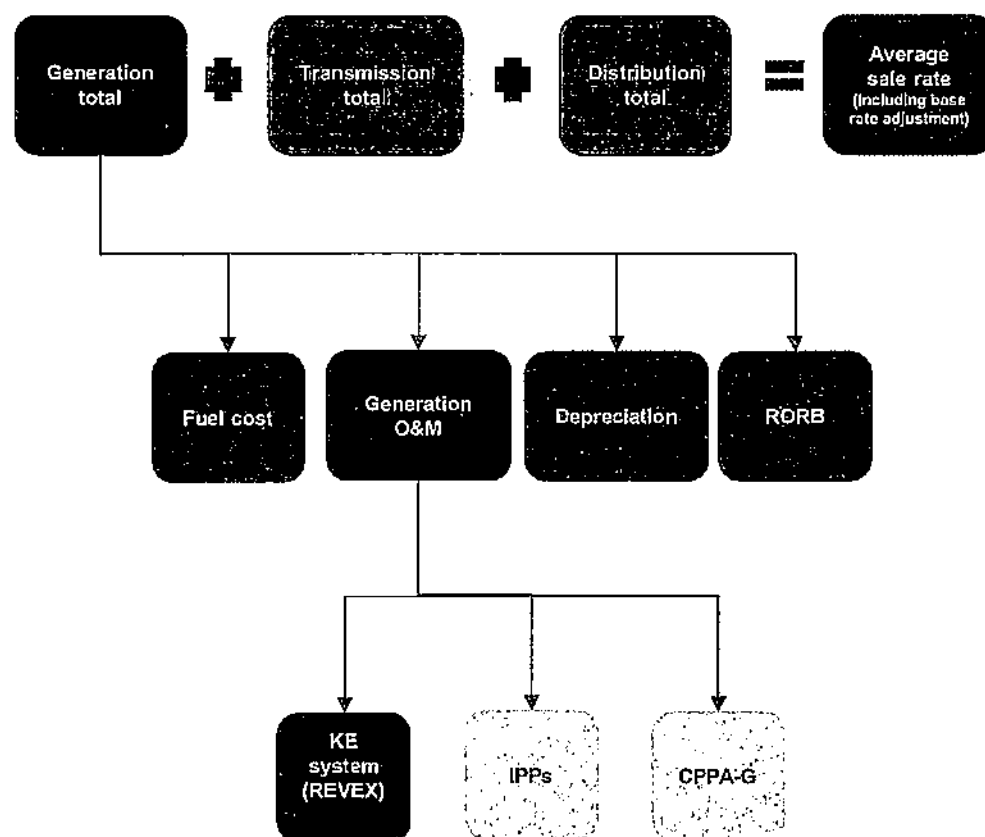 Generation
total
Transmission
total
Distribution
total
Average
sale rate
(including base
rate adjustment)
Fuel cost
Generation
O&M
Depreciation
RORB
KE
system
(REVEX)
IPPs
CPPA-G